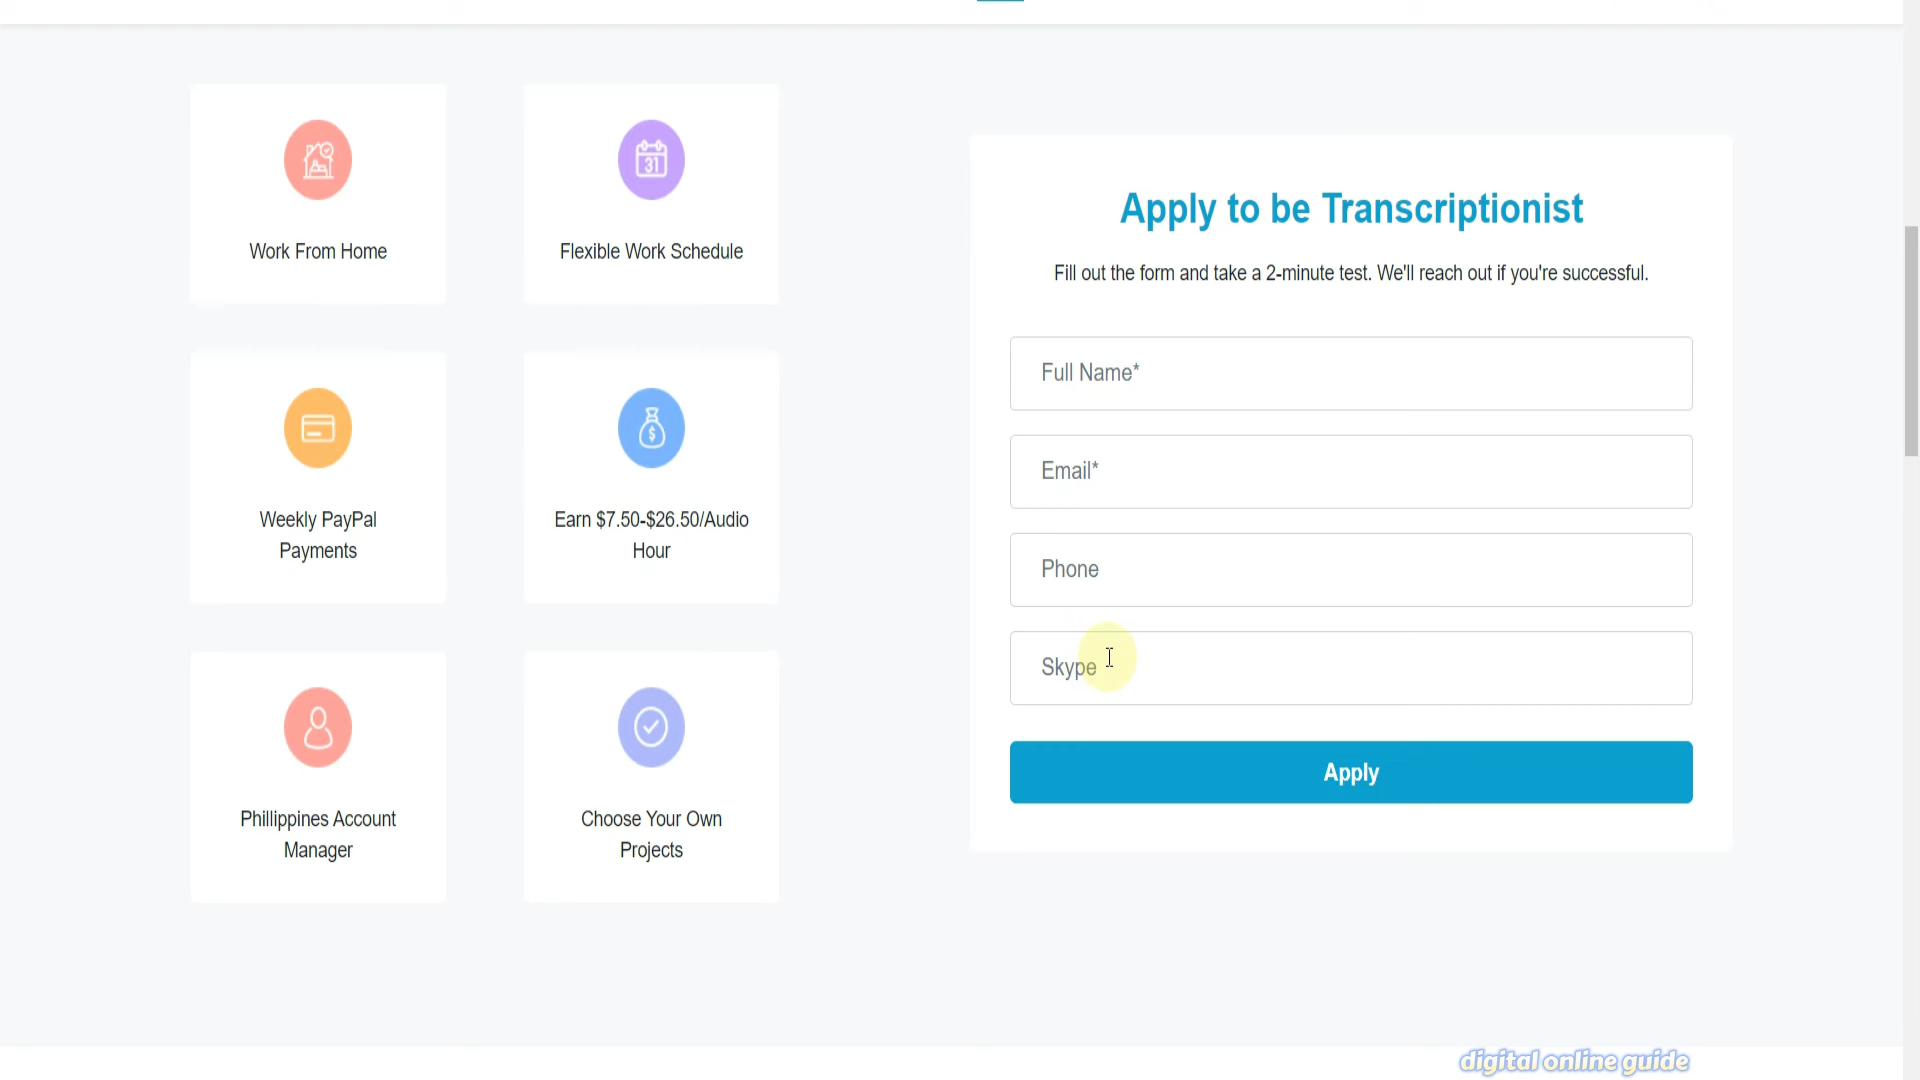 Work From Home
Flexible Work Schedule
31
Weekly PayPal
Payments
Earn $7.50-$26.50/Audio
Hour
$
Phillippines Account
Manager
Choose Your Own
Projects
Apply to be Transcriptionist
Fill out the form and take a 2-minute test. We'll reach out if you're successful.
Full Name*
Email*
Phone
Skype
Apply
digital online guide